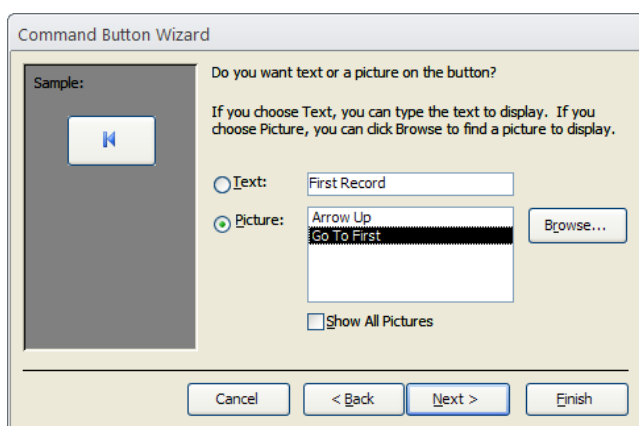 Command Button Wizard
Sample:
Do you want text or a picture on the button?
If you choose Text, you can type the text to display. If you
choose Picture, you can click Browse to find a picture to display.
Text:
First Record
Picture:
Arrow Up
Go To First
Browse...
Show All Pictures
Cancel
< Back
Next >
Finish